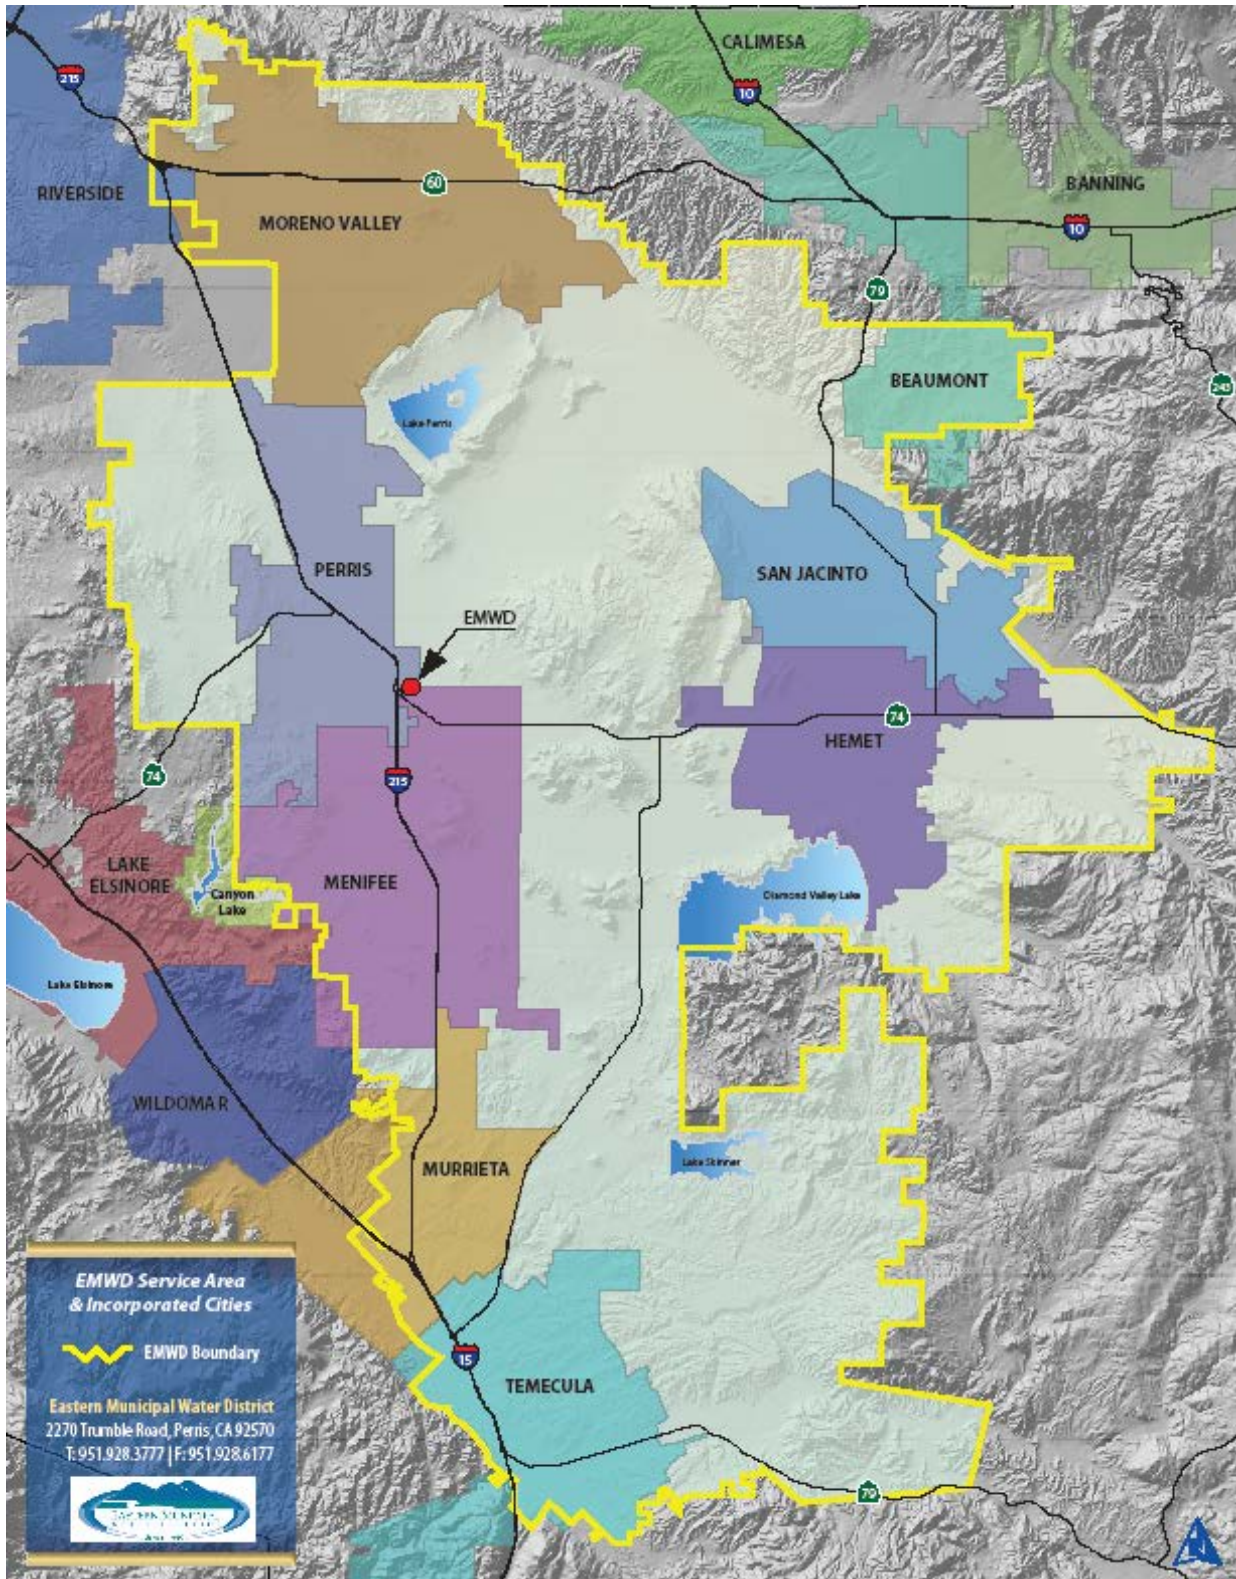 CALIMESA
215
10
RIVERSIDE
60
BANNING
MORENO VALLEY
10
79
BEAUMONT
243
Lake Perris
PERRIS
SAN JACINTO
EMWD
74
HEMET
74
215
LAKE
ELSINORE
MENIFEE
Canyon
Lake
Diamond Valley Lake
Lake Elsinore
WILDOMAR
MURRIETA
Lake Skinner
EMWD Service Area
& Incorporated Cities
EMWD Boundary
15
TEMECULA
Eastern Municipal Water District
2270 Trumble Road, Perris, CA 92570
T: 951.928.3777 | F: 951.928.6177
79